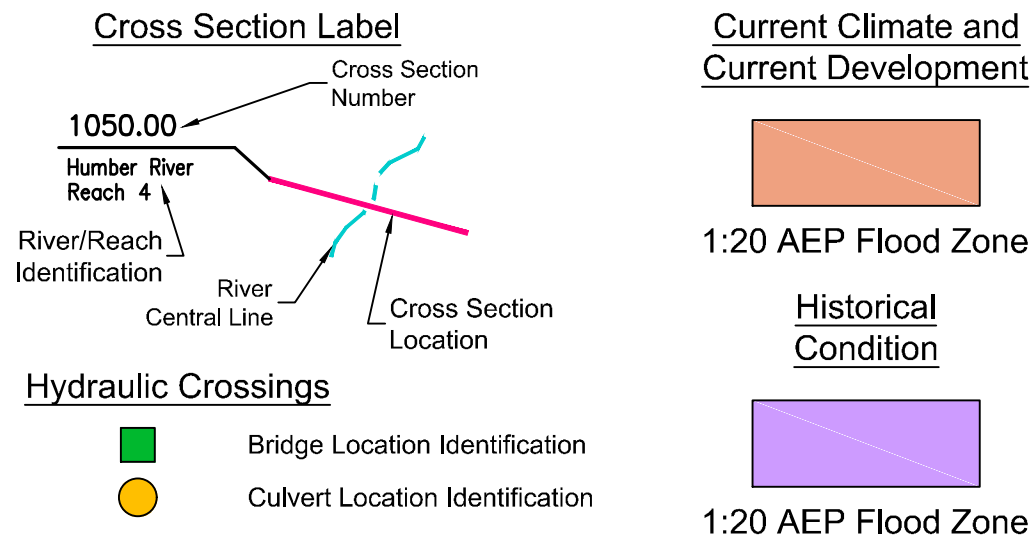 Cross Section Label
Cross Section
Number
1050.00
Humber River
Reach 4
River/Reach
Identification
River
Central Line
Cross Section
Location
Hydraulic Crossings
Bridge Location Identification
Culvert Location Identification
Current Climate and
Current Development
1:20 AEP Flood Zone
Historical
Condition
1:20 AEP Flood Zone